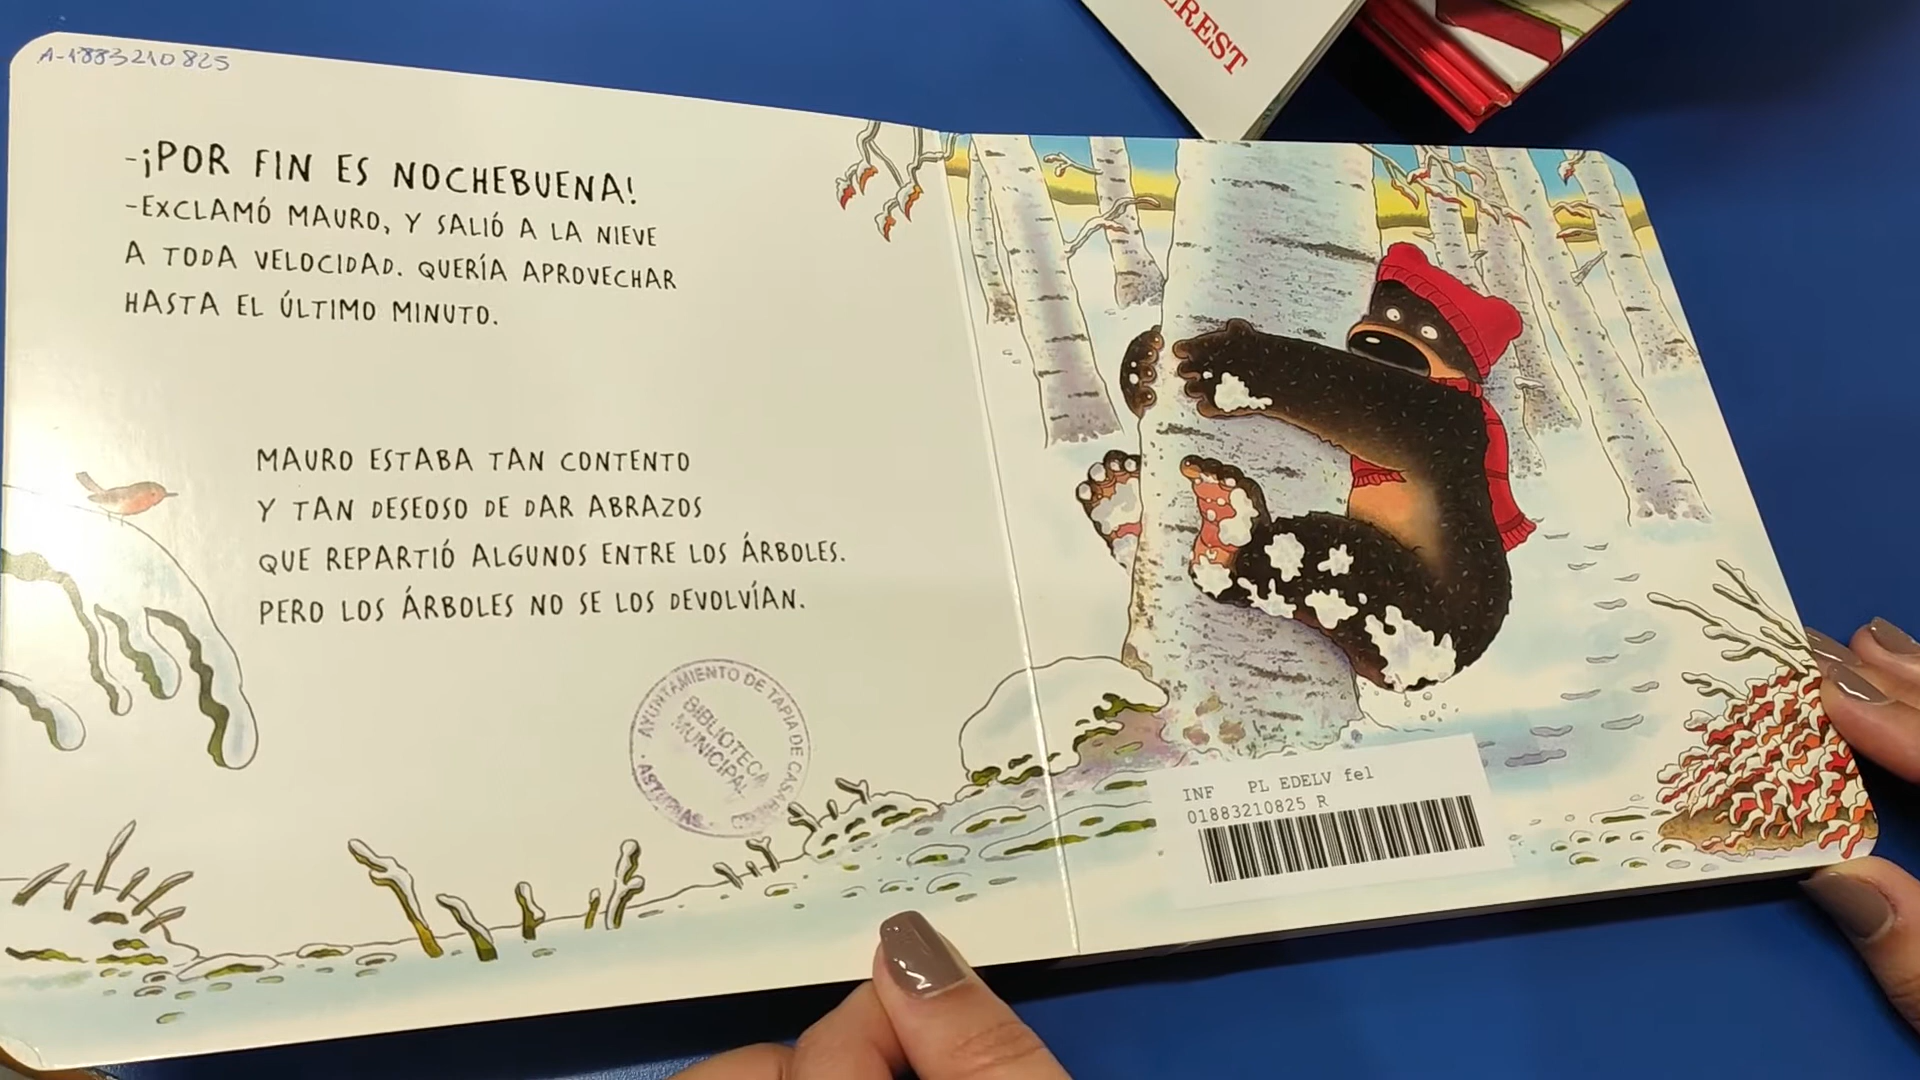 A-1883210825
-¡POR FIN ES NOCHEBUENA!
-EXCLAMÓ MAURO, Y SALIÓ A LA NIEVE
A TODA VELOCIDAD. QUERÍA APROVECHAR
HASTA EL ÚLTIMO MINUTO.
MAURO ESTABA TAN CONTENTO
Y TAN DESEOSO DE DAR ABRAZOS
QUE REPARTIÓ ALGUNOS ENTRE LOS ÁRBOLES.
PERO LOS ÁRBOLES NO SE LOS DEVOLVÍAN.
AYUNTAMIENTO DE TAPIA DE CASARIEGO
BIBLIOTECA
MUNICIPAL
ASTURIAS
INF PL EDELV fel
01883210825 R
EREST